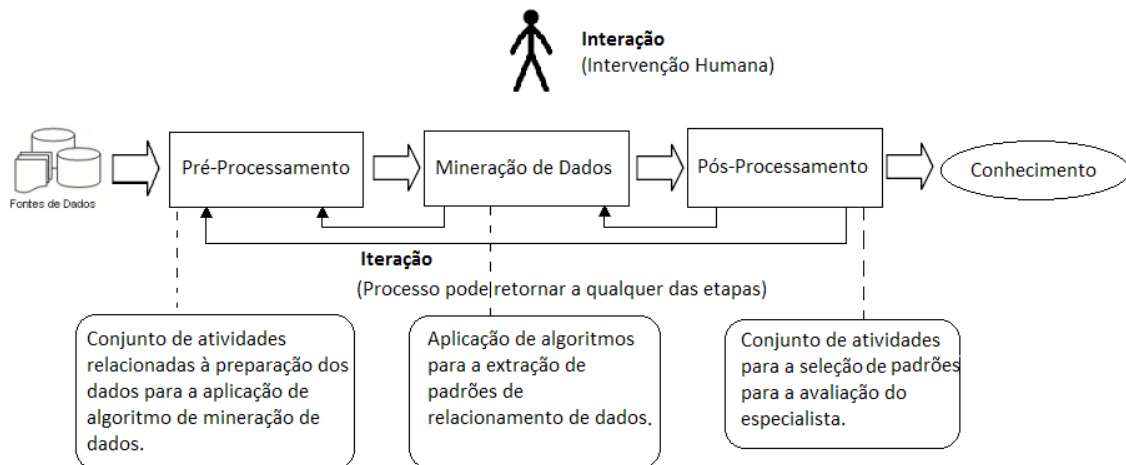 Interação
(Intervenção Humana)
Fontes de Dados
Pré-Processamento
Mineração de Dados
Pós-Processamento
Conhecimento
Iteração
(Processo pode retornar a qualquer das etapas)
Conjunto de atividades
relacionadas à preparação dos
dados para a aplicação de
algoritmo de mineração de
dados.
Aplicação de algoritmos
para a extração de
padrões de
relacionamento de dados.
Conjunto de atividades
para a seleção de padrões
para a avaliação do
especialista.